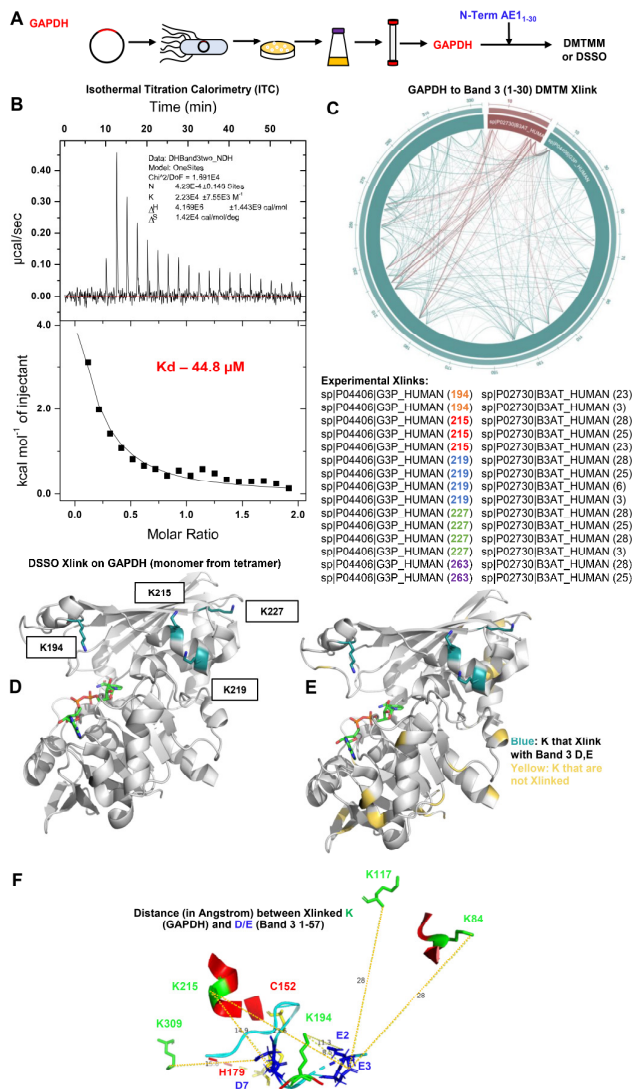 A
GAPDH
N-Term AE1₁₋₃₀
GAPDH
DMTMM
or DSSO
B
Isothermal Titration Calorimetry (ITC)
Time (min)
0 10 20 30 40 50
Data: DHBand3two_NDH
Model: OneSites
Chi^2/DoF = 1.691E4
N 4.29E-4±0.149 Sites
K 2.23E4 ±7.55E3 M⁻¹
ΔH 4.169E6 ±1.443E9 cal/mol
ΔS 1.42E4 cal/mol/deg
µcal/sec
0.40
0.30
0.20
0.10
0.00
4.0
Kd – 44.8 µM
kcal mol⁻¹ of injectant
2.0
0.0
0.0 0.5 1.0 1.5 2.0
Molar Ratio
C
GAPDH to Band 3 (1-30) DMTM Xlink
sp|P02730|B3AT_HUMAN
sp|P04406|G3P_HUMAN
Experimental Xlinks:
sp|P04406|G3P_HUMAN (194) sp|P02730|B3AT_HUMAN (23)
sp|P04406|G3P_HUMAN (194) sp|P02730|B3AT_HUMAN (3)
sp|P04406|G3P_HUMAN (215) sp|P02730|B3AT_HUMAN (28)
sp|P04406|G3P_HUMAN (215) sp|P02730|B3AT_HUMAN (25)
sp|P04406|G3P_HUMAN (215) sp|P02730|B3AT_HUMAN (23)
sp|P04406|G3P_HUMAN (219) sp|P02730|B3AT_HUMAN (28)
sp|P04406|G3P_HUMAN (219) sp|P02730|B3AT_HUMAN (25)
sp|P04406|G3P_HUMAN (219) sp|P02730|B3AT_HUMAN (6)
sp|P04406|G3P_HUMAN (219) sp|P02730|B3AT_HUMAN (3)
sp|P04406|G3P_HUMAN (227) sp|P02730|B3AT_HUMAN (28)
sp|P04406|G3P_HUMAN (227) sp|P02730|B3AT_HUMAN (25)
sp|P04406|G3P_HUMAN (227) sp|P02730|B3AT_HUMAN (28)
sp|P04406|G3P_HUMAN (227) sp|P02730|B3AT_HUMAN (3)
sp|P04406|G3P_HUMAN (263) sp|P02730|B3AT_HUMAN (28)
sp|P04406|G3P_HUMAN (263) sp|P02730|B3AT_HUMAN (25)
DSSO Xlink on GAPDH (monomer from tetramer)
K215
K227
K194
K219
D
E
Blue: K that Xlink
with Band 3 D,E
Yellow: K that are
not Xlinked
F
Distance (in Angstrom) between Xlinked K
(GAPDH) and D/E (Band 3 1-57)
K117
K84
K215
C152
K194
K309
H179
D7
E2
E3
28
28
14.9
11.3